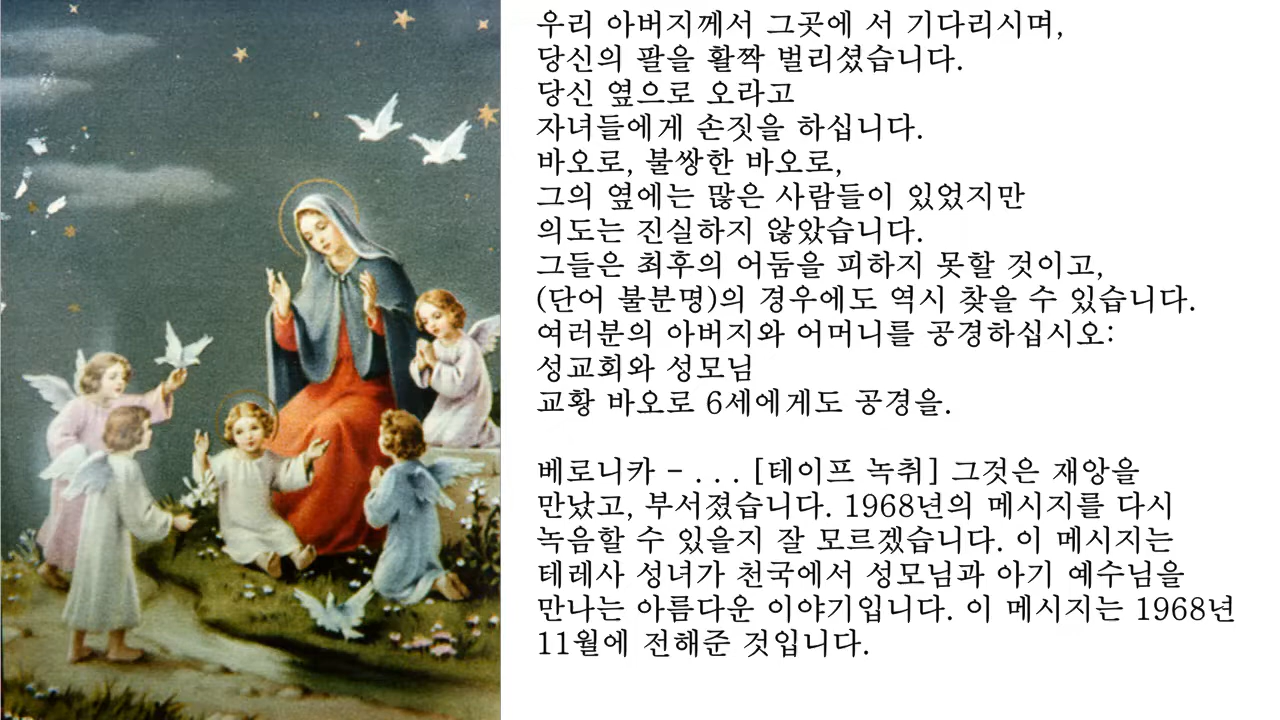 우리 아버지께서 그곳에 서 기다리시며,
당신의 팔을 활짝 벌리셨습니다.
당신 옆으로 오라고
자녀들에게 손짓을 하십니다.
바오로, 불쌍한 바오로,
그의 옆에는 많은 사람들이 있었지만
의도는 진실하지 않았습니다.
그들은 최후의 어둠을 피하지 못할 것이고,
(단어 불분명)의 경우에도 역시 찾을 수 있습니다.
여러분의 아버지와 어머니를 공경하십시오:
성교회와 성모님
교황 바오로 6세에게도 공경을.
베로니카 – . . . [테이프 녹취] 그것은 재앙을
만났고, 부서졌습니다. 1968년의 메시지를 다시
녹음할 수 있을지 잘 모르겠습니다. 이 메시지는
테레사 성녀가 천국에서 성모님과 아기 예수님을
만나는 아름다운 이야기입니다. 이 메시지는 1968년
11월에 전해준 것입니다.